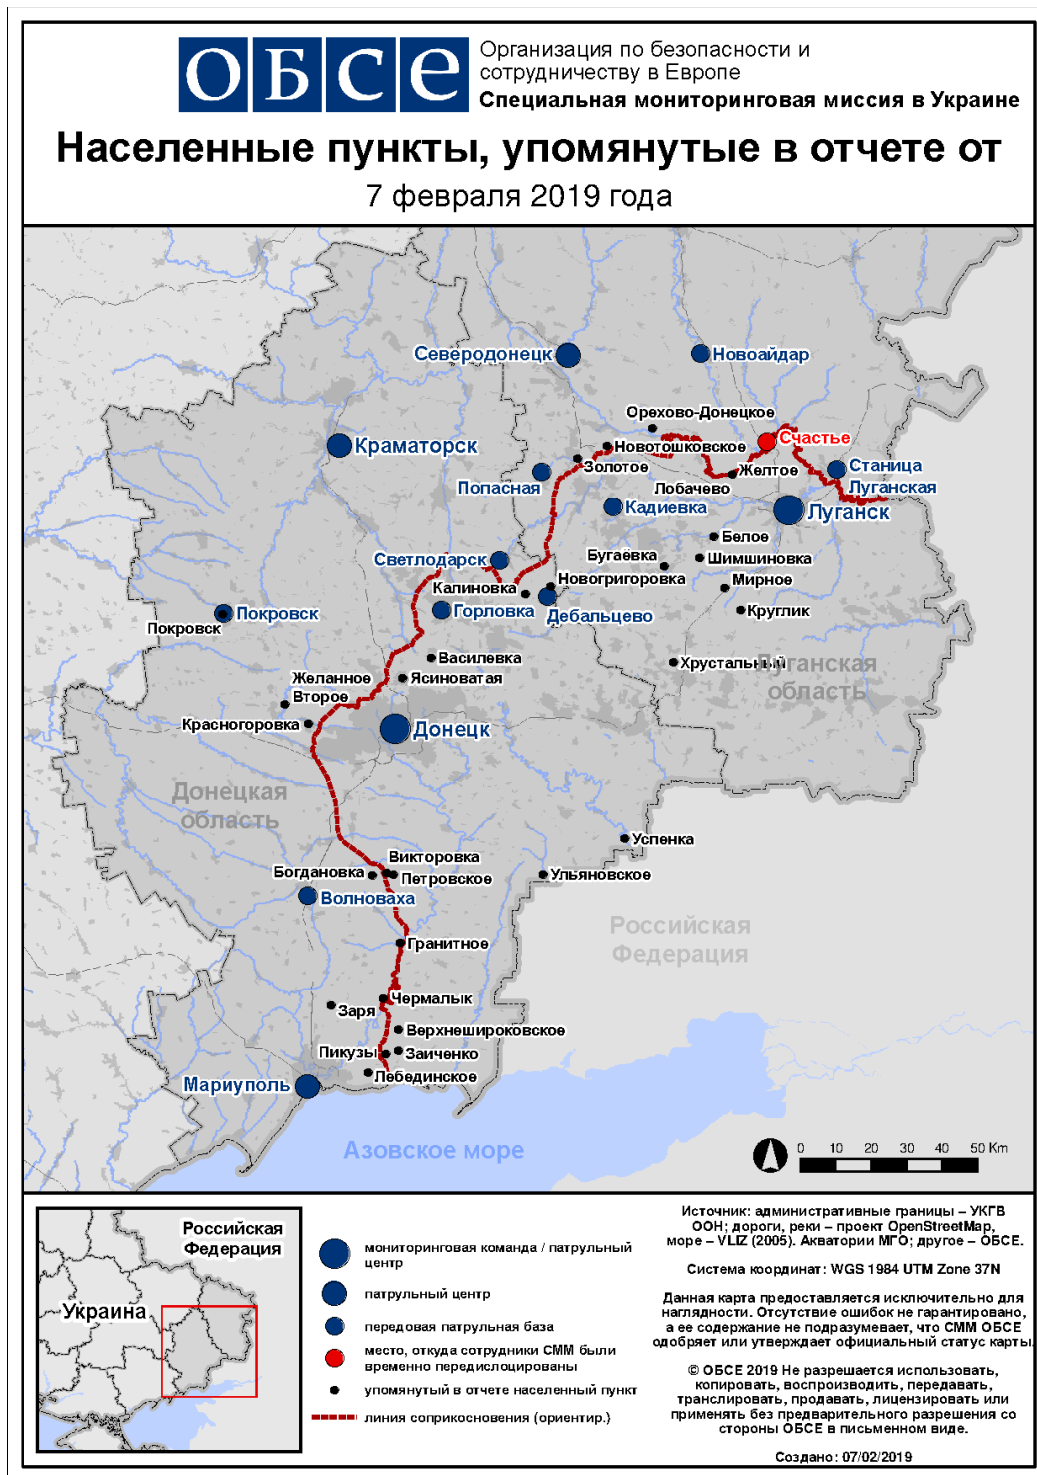 ОБСЕ
Организация по безопасности и
сотрудничеству в Европе
Специальная мониторинговая миссия в Украине
Населенные пункты, упомянутые в отчете от
7 февраля 2019 года
Северодонецк
Новоайдар
Орехово-Донецкое
Счастье
Краматорск
Новотошковское
Золотое
Желтое
Станица
Луганская
Попасная
Лобачево
Кадиевка
Луганск
Белое
Светлодарск
Бугаёвка
Шимшиновка
Калиновка
Новогригоровка
Мирное
Покровск
Покровск
Горловка
Дебальцево
Круглик
Василевка
Хрустальный
Луганская
область
Желанное
Второе
Ясиноватая
Красногоровка
Донецк
Донецкая
область
Успенка
Викторовка
Богдановка
Петровское
Ульяновское
Волноваха
Российская
Федерация
Гранитное
Чермалык
Заря
Верхнешироковское
Пикузы
Заиченко
Лебединское
Мариуполь
Азовское море
0 10 20 30 40 50 Km
Российская
Федерация
Украина
мониторинговая команда / патрульный
центр
патрульный центр
передовая патрульная база
место, откуда сотрудники СММ были
временно передислоцированы
упомянутый в отчете населенный пункт
линия соприкосновения (ориентир.)
Источник: административные границы – УКГВ
ООН; дороги, реки – проект OpenStreetMap,
море – VLIZ (2005). Акватории МГО; другое – ОБСЕ.
Система координат: WGS 1984 UTM Zone 37N
Данная карта предоставляется исключительно для
наглядности. Отсутствие ошибок не гарантировано,
а ее содержание не подразумевает, что СММ ОБСЕ
одобряет или утверждает официальный статус карты.
© ОБСЕ 2019 Не разрешается использовать,
копировать, воспроизводить, передавать,
транслировать, продавать, лицензировать или
применять без предварительного разрешения со
стороны ОБСЕ в письменном виде.
Создано: 07/02/2019